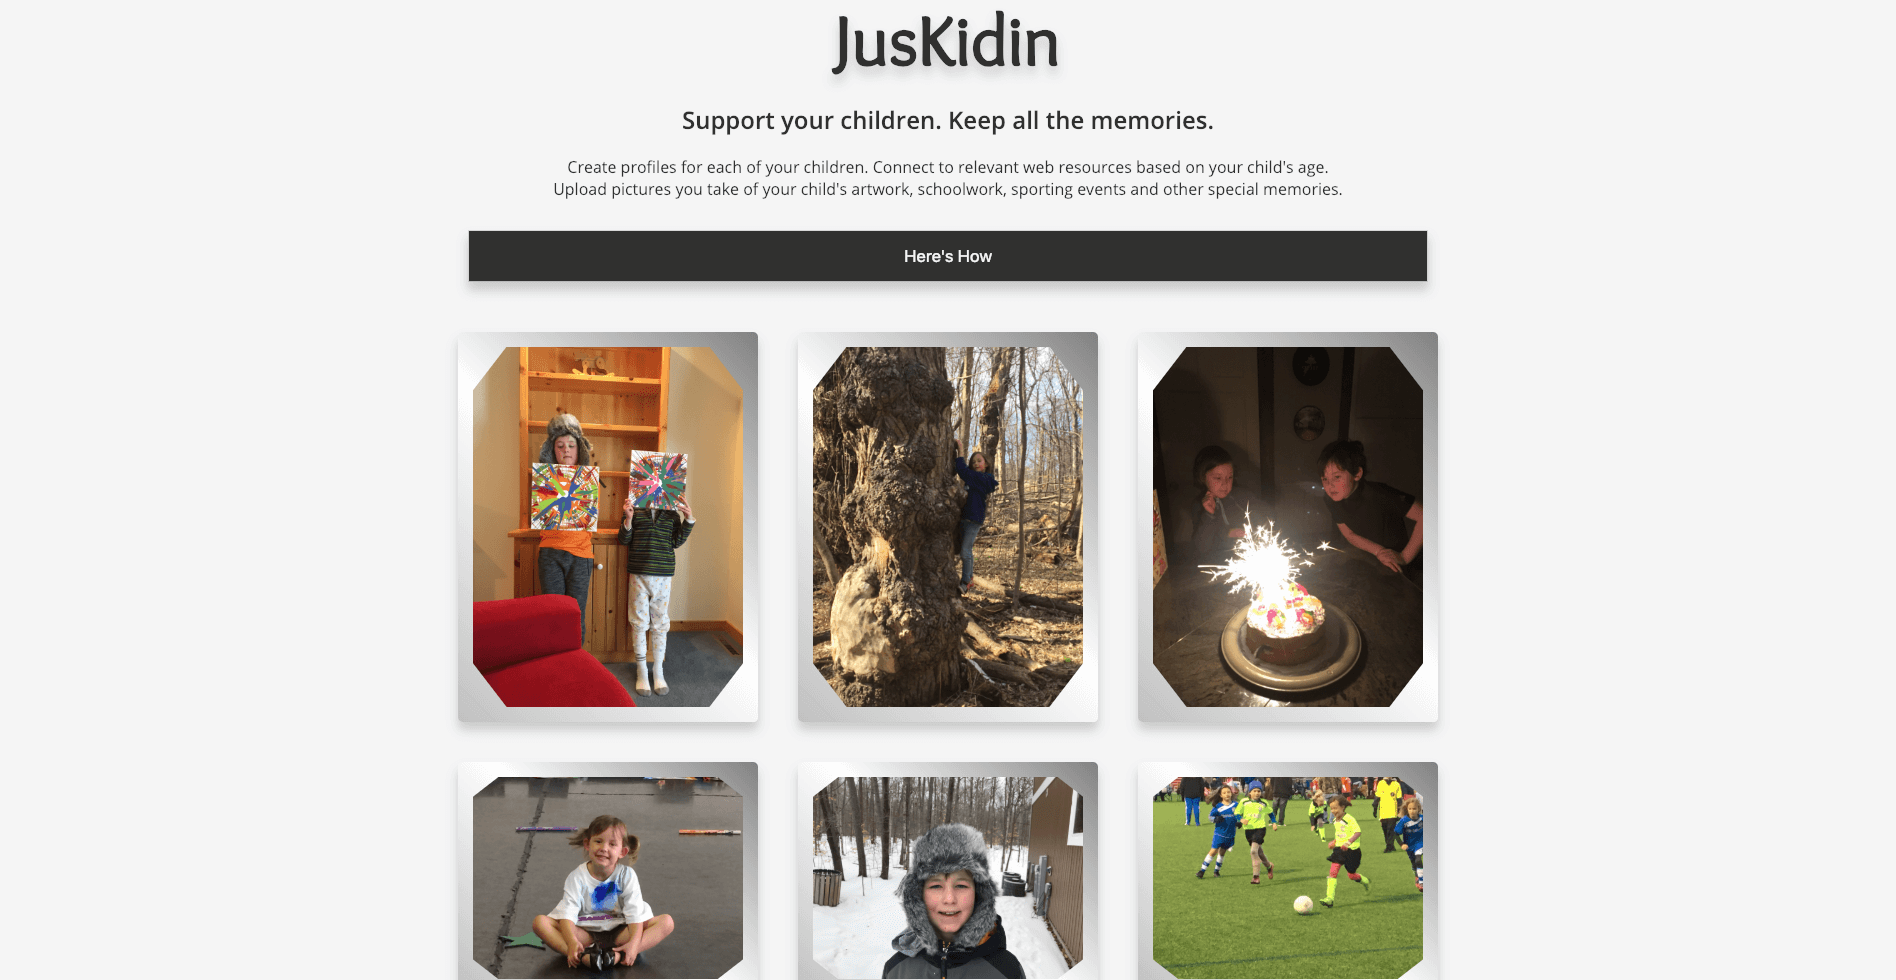 JusKidin
Support your children. Keep all the memories.
Create profiles for each of your children. Connect to relevant web resources based on your child's age.
Upload pictures you take of your child's artwork, schoolwork, sporting events and other special memories.
Here's How